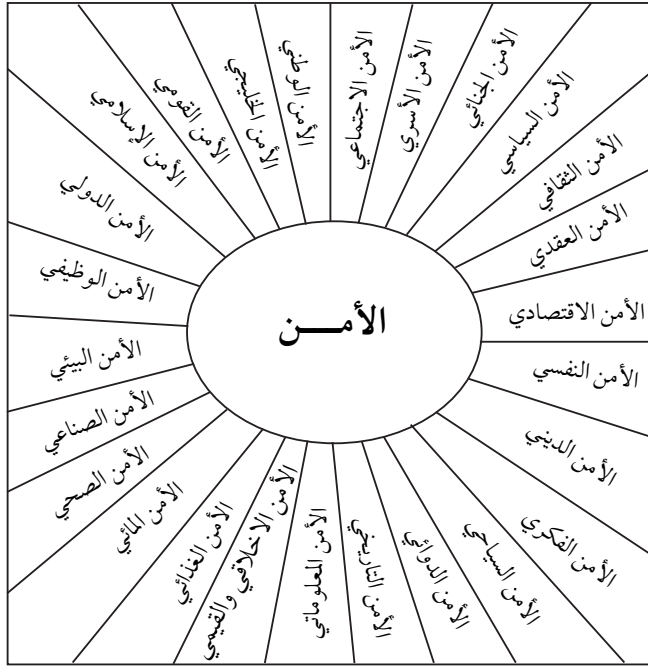 الأمــــن
الأمن الاجتماعي
الأمن الأسري
الأمن الجنائي
الأمن السياسي
الأمن الثقافي
الأمن العقدي
الأمن الاقتصادي
الأمن النفسي
الأمن الديني
الأمن الفكري
الأمن السياحي
الأمن الدوائي
الأمن التاريخي
الأمن المعلوماتي
الأمن الاخلاقي والقيمي
الأمن الغذائي
الأمن المائي
الأمن الصحي
الأمن الصناعي
الأمن البيئي
الأمن الوظيفي
الأمن الدولي
الأمن الإسلامي
الأمن القومي
الأمن الخليجي
الأمن الوطني